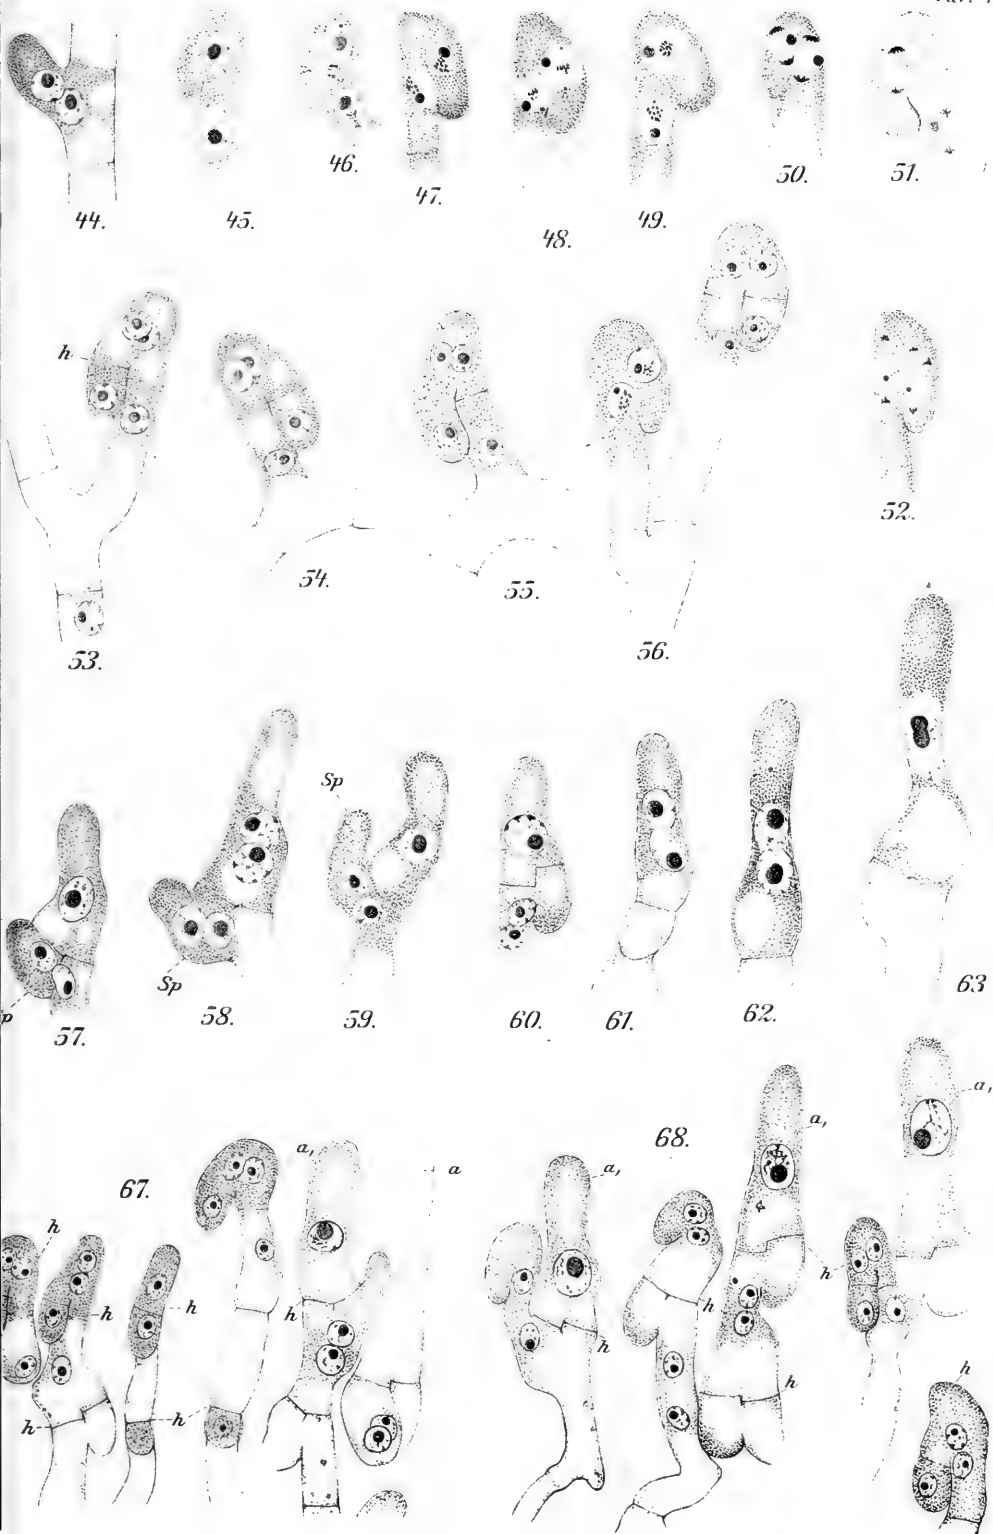 44.
45.
46.
47.
48.
49.
50.
51.
h
52.
53.
54.
55.
56.
Sp
Sp
p
57.
58.
59.
60.
61.
62.
63
67.
68.
a,
a
a,
a,
a,
h
h
h
h
h
h
h
h
h
h
h